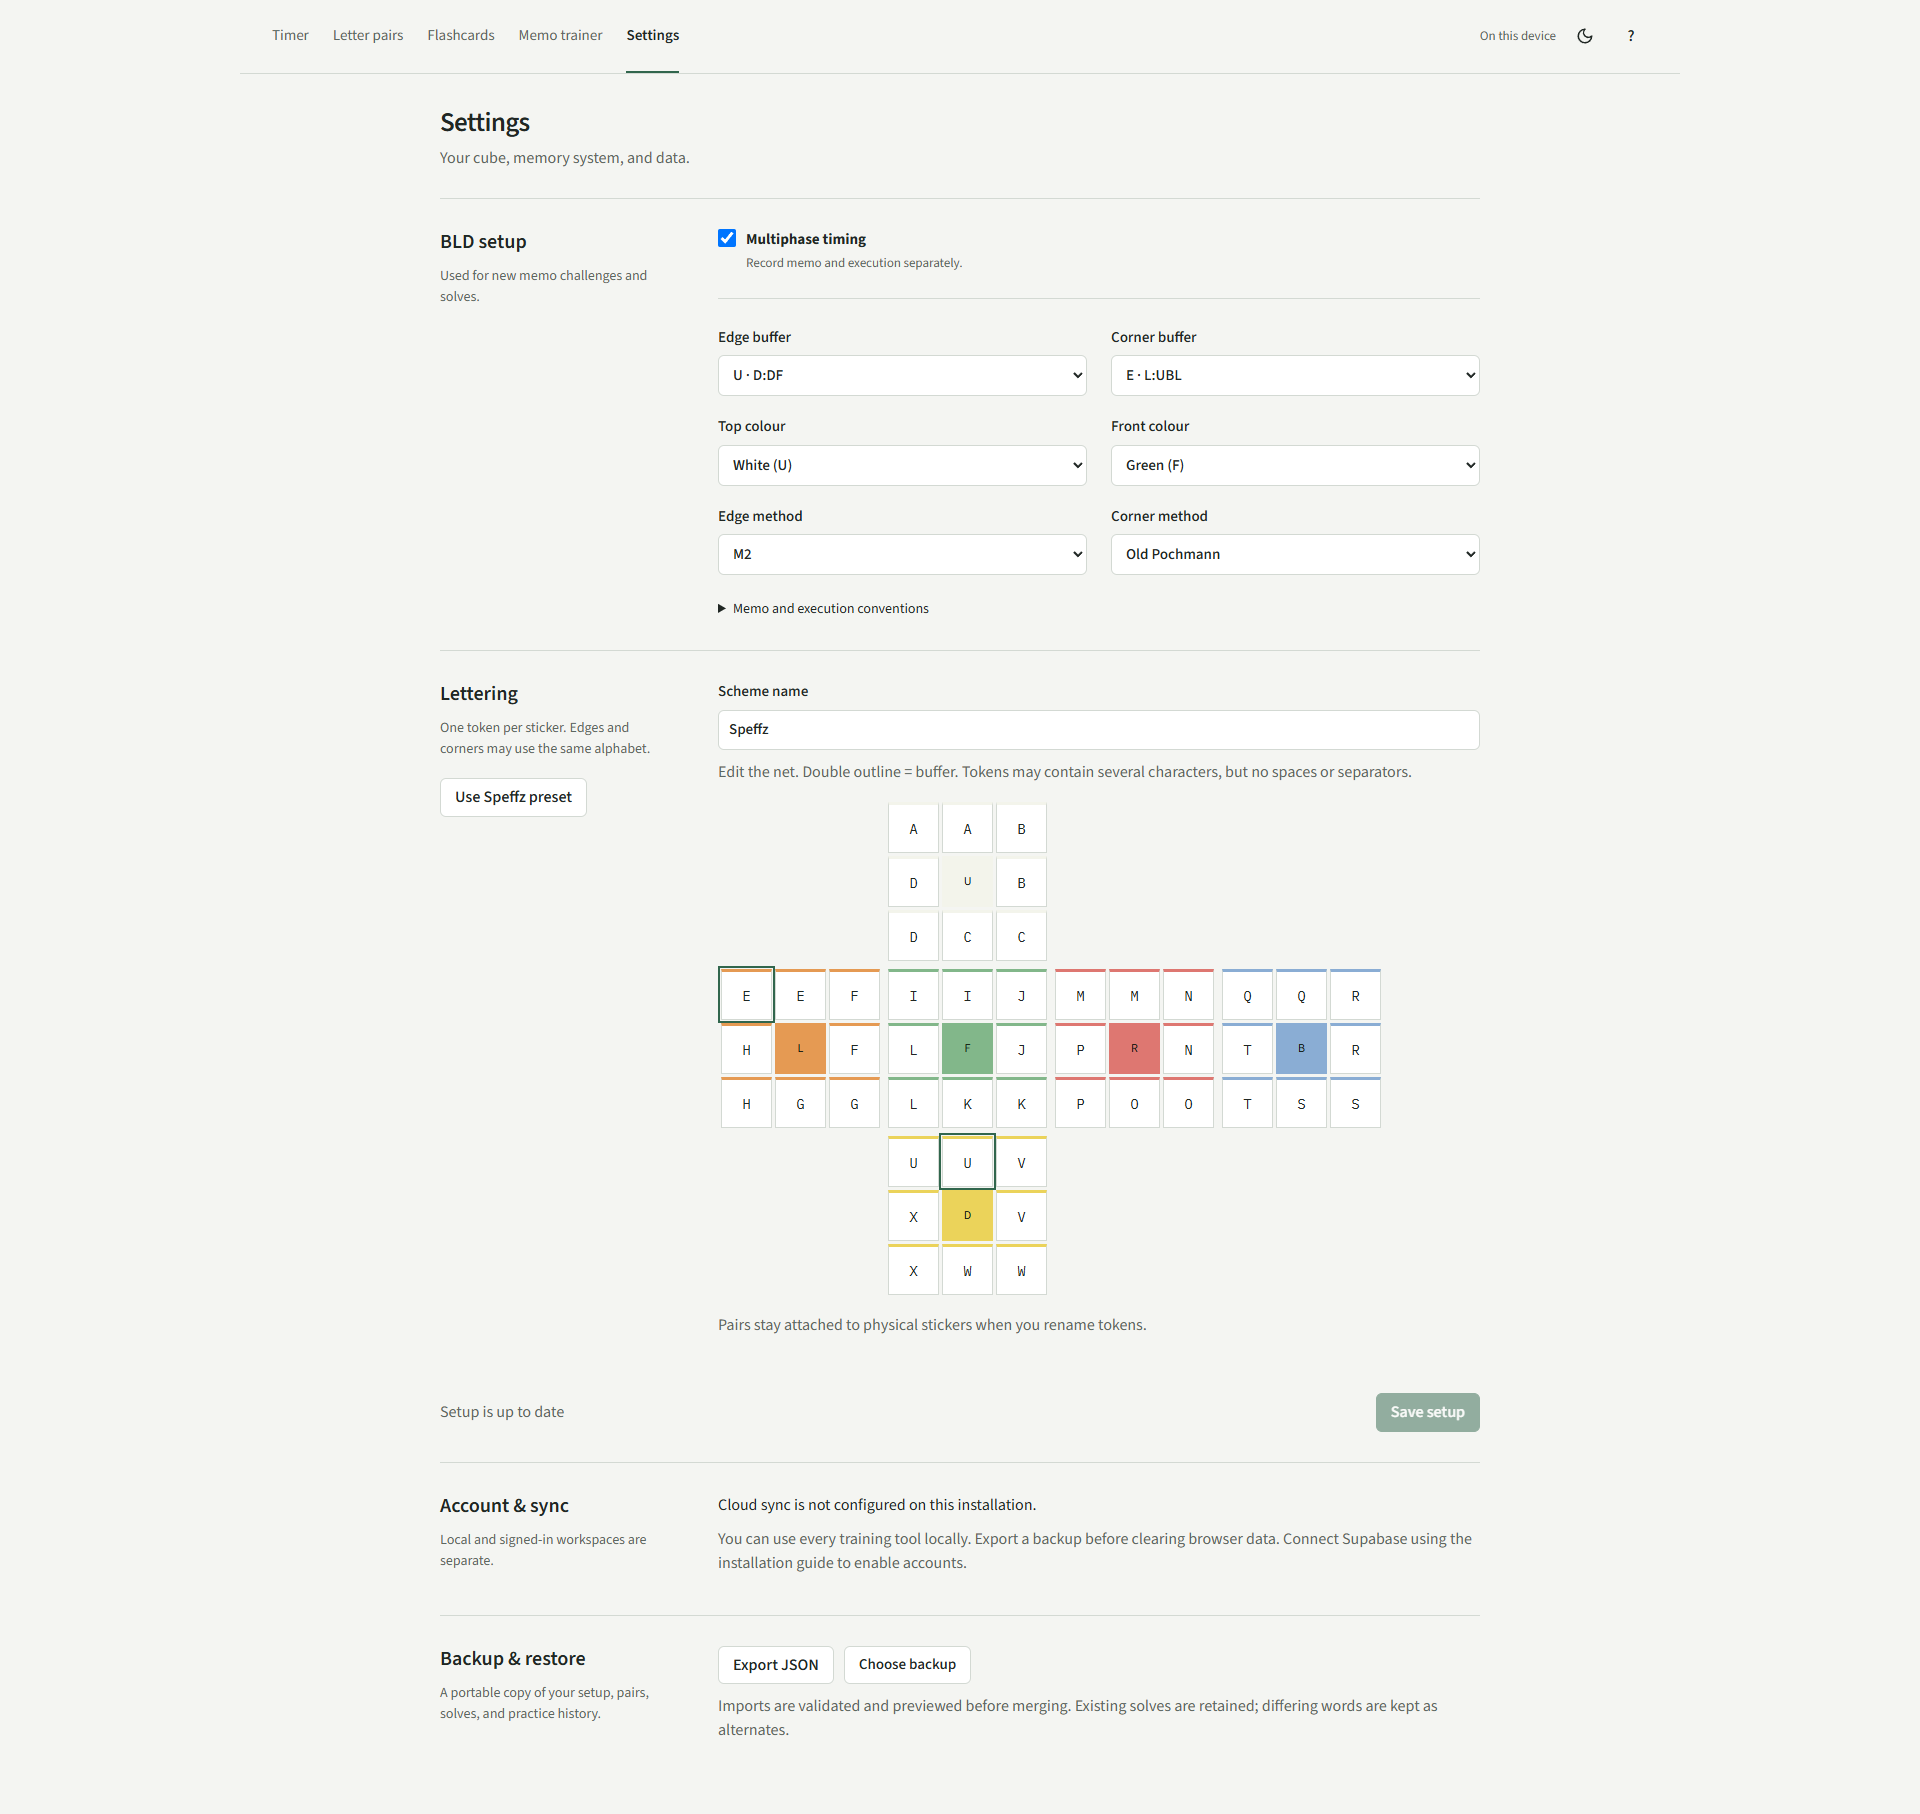 Timer Letter pairs Flashcards Memo trainer Settings On this device ?
Settings
Your cube, memory system, and data.
BLD setup
Used for new memo challenges and
solves.
Multiphase timing
Record memo and execution separately.
Edge buffer Corner buffer
U · D:DF E · L:UBL
Top colour Front colour
White (U) Green (F)
Edge method Corner method
M2 Old Pochmann
Memo and execution conventions
Lettering
One token per sticker. Edges and
corners may use the same alphabet.
Use Speffz preset
Scheme name
Speffz
Edit the net. Double outline = buffer. Tokens may contain several characters, but no spaces or separators.
A A B
D U B
D C C
E E F I I J M M N Q Q R
H L F L F J P R N T B R
H G G L K K P O O T S S
U U V
X D V
X W W
Pairs stay attached to physical stickers when you rename tokens.
Setup is up to date Save setup
Account & sync
Local and signed-in workspaces are
separate.
Cloud sync is not configured on this installation.
You can use every training tool locally. Export a backup before clearing browser data. Connect Supabase using the
installation guide to enable accounts.
Backup & restore
A portable copy of your setup, pairs,
solves, and practice history.
Export JSON Choose backup
Imports are validated and previewed before merging. Existing solves are retained; differing words are kept as
alternates.